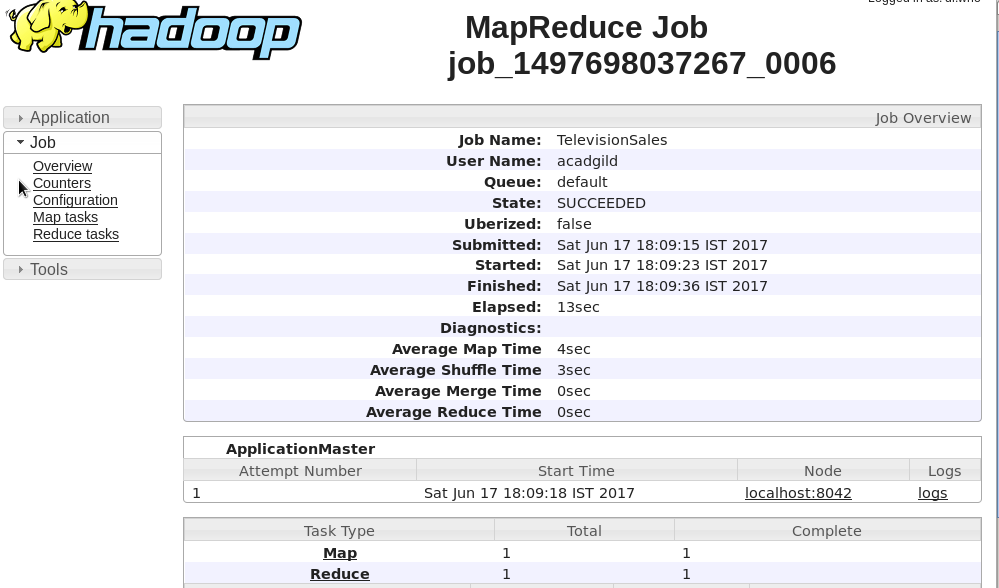 Logged in as: dr.who
hadoop
MapReduce Job
job_1497698037267_0006
Application
Job
Overview
Counters
Configuration
Map tasks
Reduce tasks
Tools
Job Overview
Job Name: TelevisionSales
User Name: acadgild
Queue: default
State: SUCCEEDED
Uberized: false
Submitted: Sat Jun 17 18:09:15 IST 2017
Started: Sat Jun 17 18:09:23 IST 2017
Finished: Sat Jun 17 18:09:36 IST 2017
Elapsed: 13sec
Diagnostics:
Average Map Time 4sec
Average Shuffle Time 3sec
Average Merge Time 0sec
Average Reduce Time 0sec
ApplicationMaster
Attempt Number Start Time Node Logs
1 Sat Jun 17 18:09:18 IST 2017 localhost:8042 logs
Task Type Total Complete
Map 1 1
Reduce 1 1